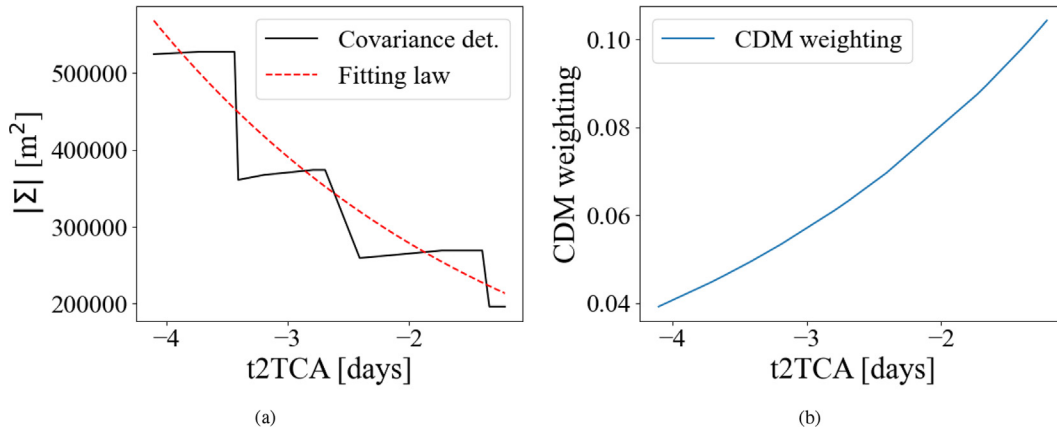 Covariance det.
Fitting law
500000
400000
300000
200000
|Σ| [m²]
−4
−3
−2
t2TCA [days]
(a)
CDM weighting
0.10
0.08
0.06
0.04
CDM weighting
−4
−3
−2
t2TCA [days]
(b)